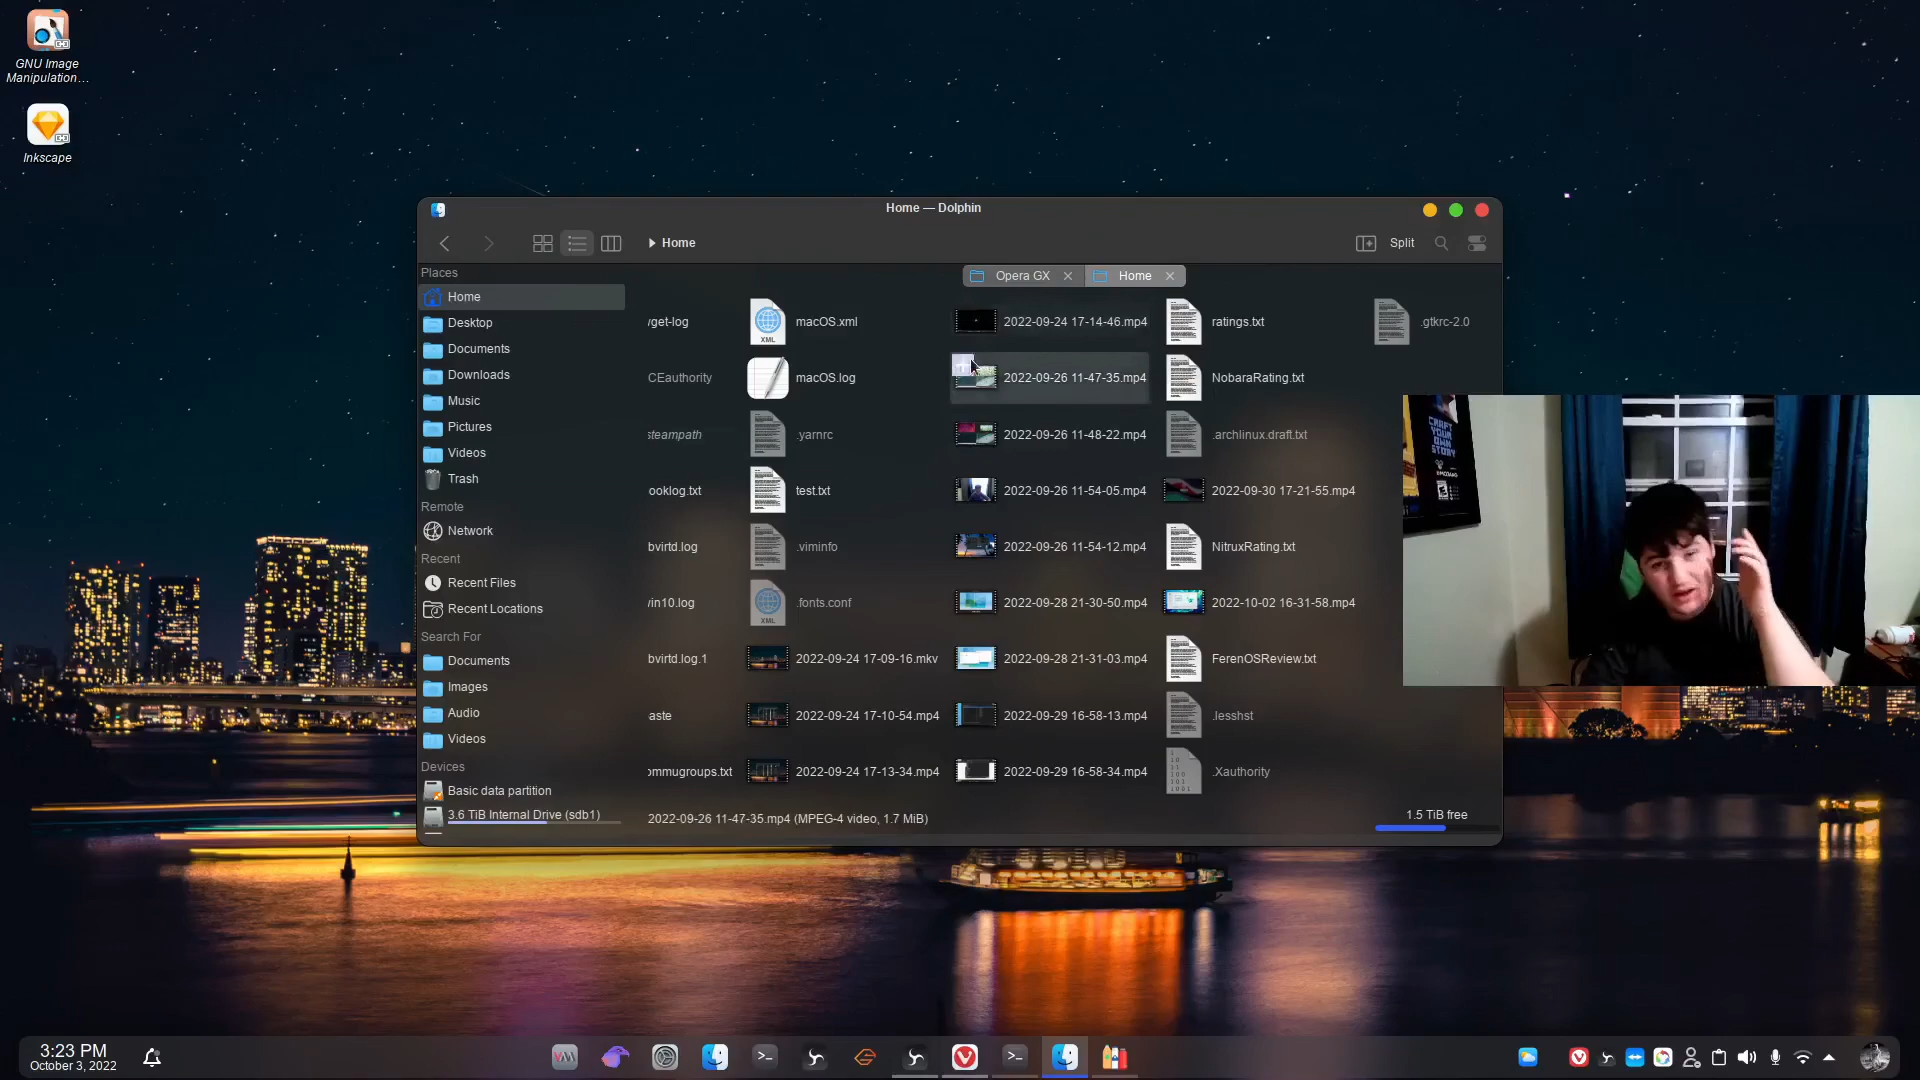 GNU Image
Manipulation…
Inkscape
Home — Dolphin
Home
Split
Opera GX
Home
Places
Home
Desktop
Documents
Downloads
Music
Pictures
Videos
Trash
Remote
Network
Recent
Recent Files
Recent Locations
Search For
Documents
Images
Audio
Videos
Devices
Basic data partition
3.6 TiB Internal Drive (sdb1)
get-log
CEauthority
steampath
ooklog.txt
bvirtd.log
in10.log
bvirtd.log.1
aste
ommugroups.txt
XML
macOS.xml
macOS.log
.yarnrc
test.txt
.viminfo
XML
.fonts.conf
2022-09-24 17-09-16.mkv
2022-09-24 17-10-54.mp4
2022-09-24 17-13-34.mp4
2022-09-24 17-14-46.mp4
2022-09-26 11-47-35.mp4
2022-09-26 11-48-22.mp4
2022-09-26 11-54-05.mp4
2022-09-26 11-54-12.mp4
2022-09-28 21-30-50.mp4
2022-09-28 21-31-03.mp4
2022-09-29 16-58-13.mp4
2022-09-29 16-58-34.mp4
ratings.txt
NobaraRating.txt
.archlinux.draft.txt
2022-09-30 17-21-55.mp4
NitruxRating.txt
2022-10-02 16-31-58.mp4
FerenOSReview.txt
.lesshst
.Xauthority
.gtkrc-2.0
2022-09-26 11-47-35.mp4 (MPEG-4 video, 1.7 MiB)
1.5 TiB free
CRAFT
YOUR
OWN
STORY
3:23 PM
October 3, 2022